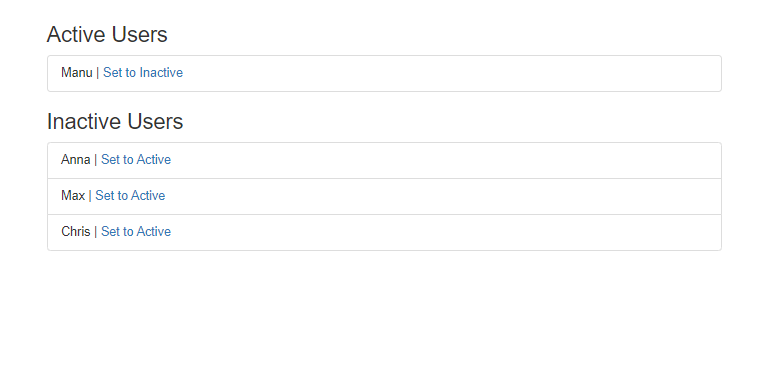 Active Users
Manu | Set to Inactive
Inactive Users
Anna | Set to Active
Max | Set to Active
Chris | Set to Active